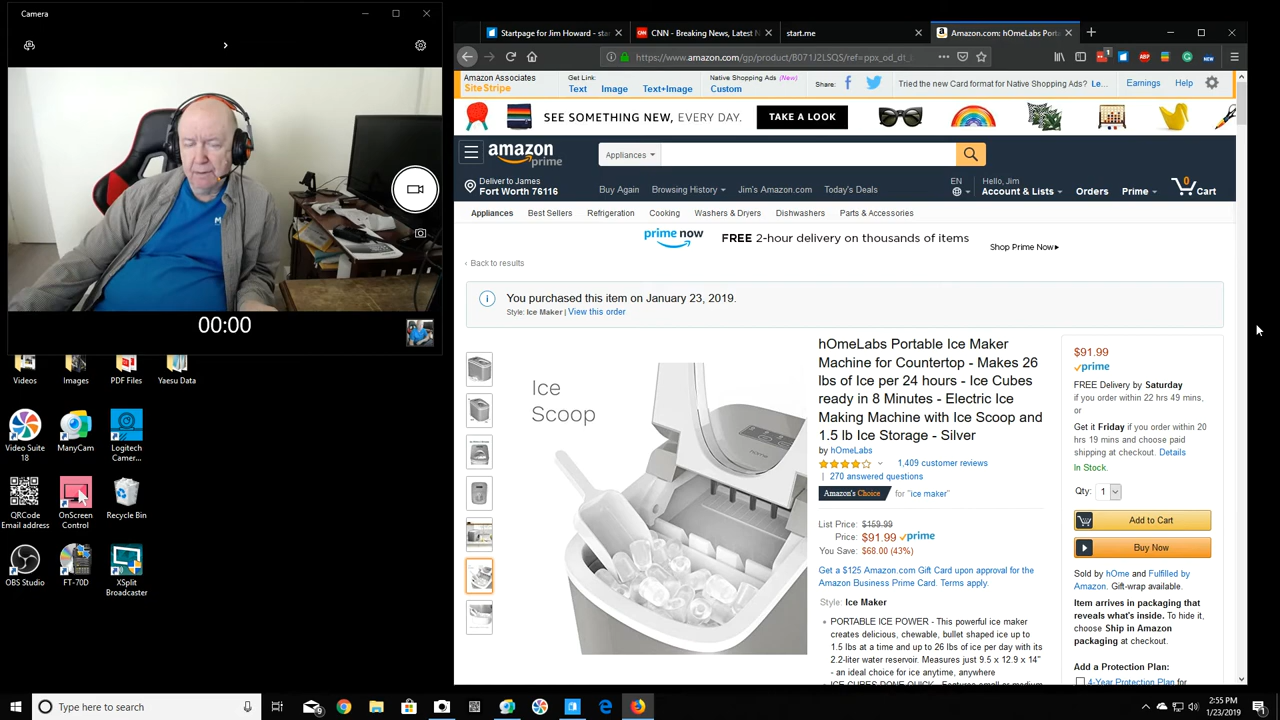 Camera
00:00
Videos
Images
PDF Files
Yaesu Data
Video Suite 18
ManyCam
Logitech Camer...
QRCode Email address
OnScreen Control
Recycle Bin
OBS Studio
FT-70D
XSplit Broadcaster
Startpage for Jim Howard - star
CNN - Breaking News, Latest N
start.me
Amazon.com: hOmeLabs Porta
https://www.amazon.com/gp/product/B071J2LSQS/ref=ppx_od_dt_
Amazon Associates
Site Stripe
Get Link:
Text Image Text+Image
Native Shopping Ads (New)
Custom
Share:
Tried the new Card format for Native Shopping Ads? Le...
Earnings
Help
SEE SOMETHING NEW, EVERY DAY.
TAKE A LOOK
amazon
prime
Appliances
Deliver to James
Fort Worth 76116
Buy Again
Browsing History
Jim's Amazon.com
Today's Deals
EN
Hello, Jim
Account & Lists
Orders
Prime
0
Cart
Appliances
Best Sellers
Refrigeration
Cooking
Washers & Dryers
Dishwashers
Parts & Accessories
prime now
FREE 2-hour delivery on thousands of items
Shop Prime Now
‹ Back to results
You purchased this item on January 23, 2019.
Style: Ice Maker | View this order
Ice
Scoop
hOmeLabs Portable Ice Maker
Machine for Countertop - Makes 26
lbs of Ice per 24 hours - Ice Cubes
ready in 8 Minutes - Electric Ice
Making Machine with Ice Scoop and
1.5 lb Ice Storage - Silver
by hOmeLabs
1,409 customer reviews
| 270 answered questions
Amazon's Choice for "ice maker"
List Price: $159.99
Price: $91.99 prime
You Save: $68.00 (43%)
Get a $125 Amazon.com Gift Card upon approval for the
Amazon Business Prime Card. Terms apply.
Style: Ice Maker
• PORTABLE ICE POWER - This powerful ice maker
creates delicious, chewable, bullet shaped ice up to
1.5 lbs at a time and up to 26 lbs of ice per day with its
2.2-liter water reservoir. Measures just 9.5 x 12.9 x 14"
- an ideal choice for ice anytime, anywhere
$91.99
prime
FREE Delivery by Saturday
if you order within 22 hrs 49 mins,
or
Get it Friday if you order within 20
hrs 19 mins and choose paid
shipping at checkout. Details
In Stock.
Qty: 1
Add to Cart
Buy Now
Sold by hOme and Fulfilled by
Amazon. Gift-wrap available.
Item arrives in packaging that
reveals what's inside. To hide it,
choose Ship in Amazon
packaging at checkout.
Add a Protection Plan:
4-Year Protection Plan for
Type here to search
2:55 PM
1/23/2019